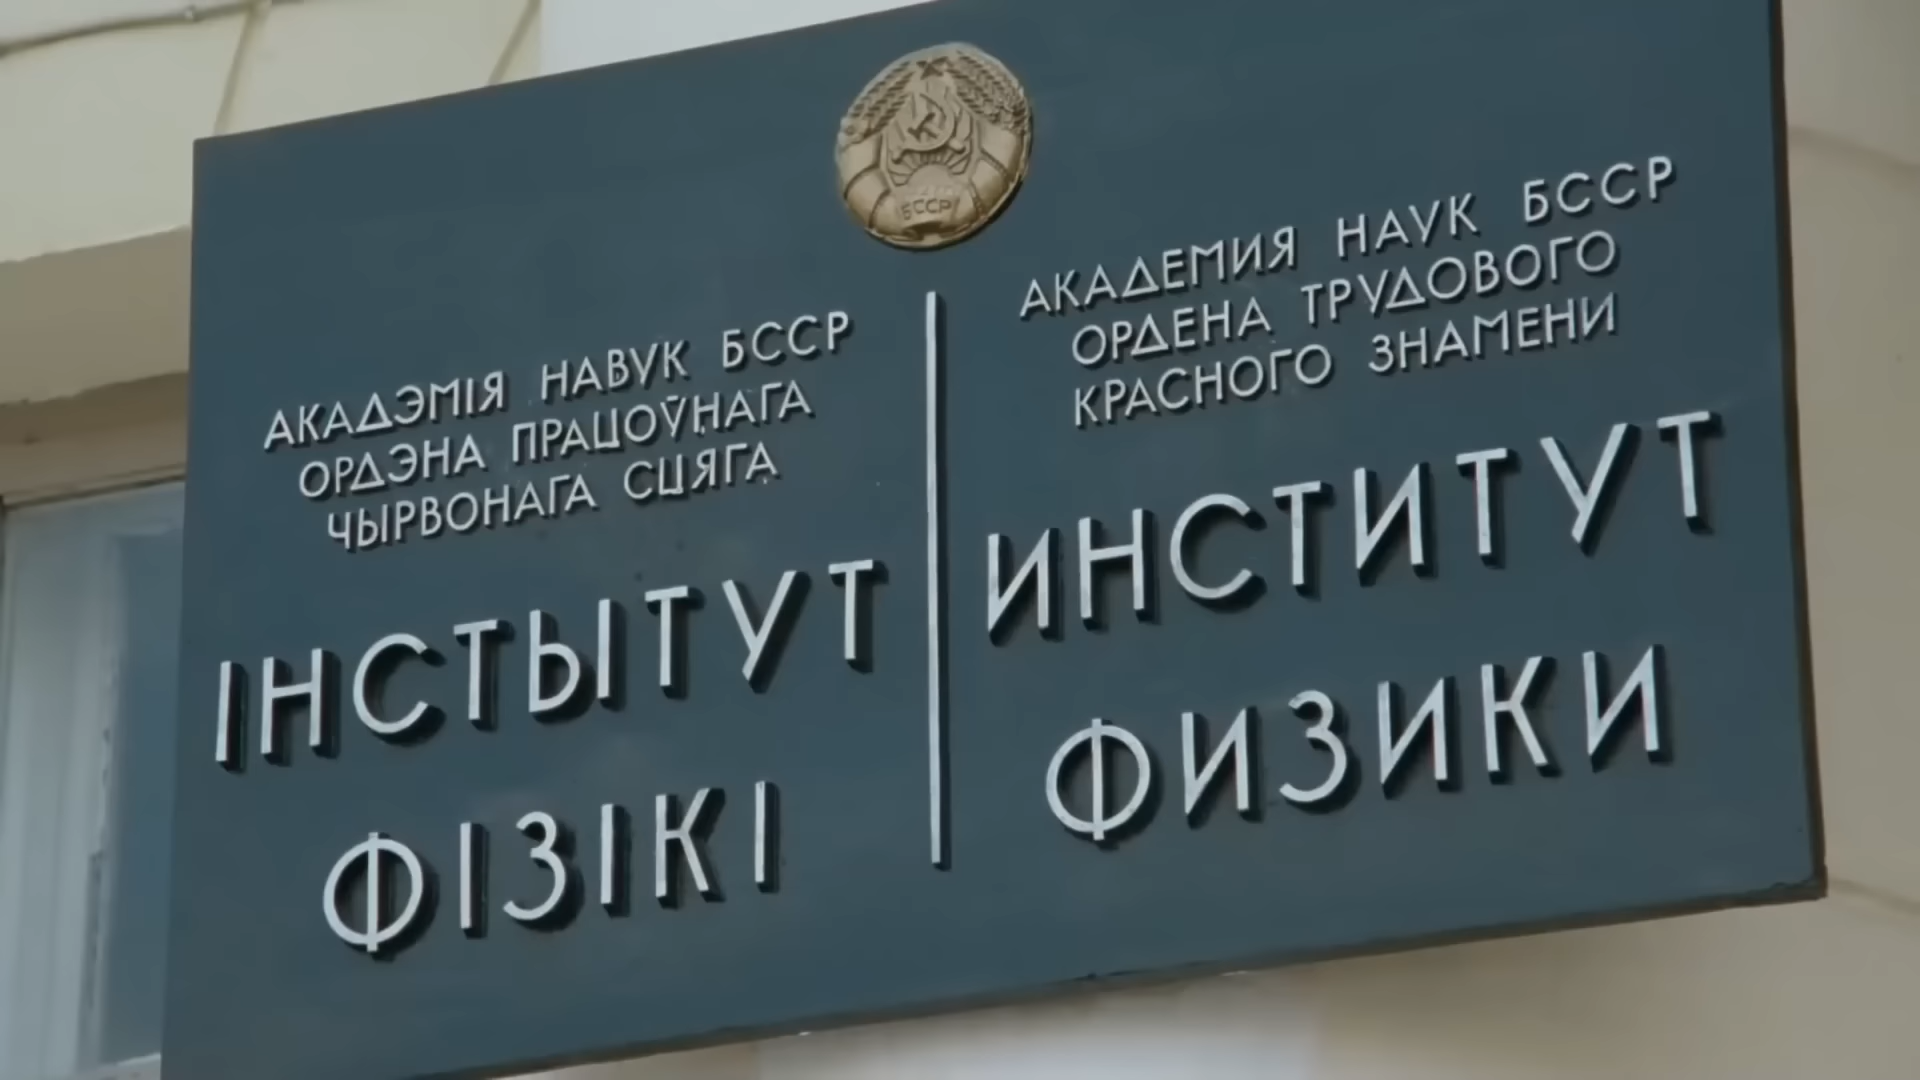 БССР
АКАДЭМІЯ НАВУК БССР
ОРДЭНА ПРАЦОЎНАГА
ЧЫРВОНАГА СЦЯГА
ІНСТЫТУТ
ФІЗІКІ
АКАДЕМИЯ НАУК БССР
ОРДЕНА ТРУДОВОГО
КРАСНОГО ЗНАМЕНИ
ИНСТИТУТ
ФИЗИКИ